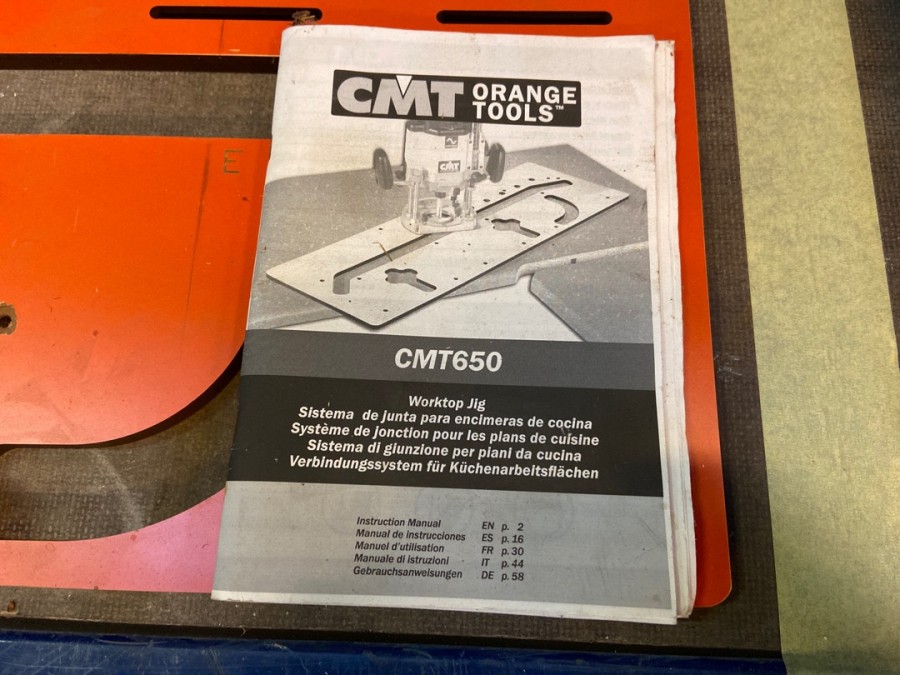 CMT ORANGE
TOOLS™
CMT
CMT650
Worktop Jig
Sistema de junta para encimeras de cocina
Système de jonction pour les plans de cuisine
Sistema di giunzione per piani da cucina
Verbindungssystem für Küchenarbeitsflächen
Instruction Manual EN p. 2
Manual de instrucciones ES p. 16
Manuel d'utilisation FR p. 30
Manuale di istruzioni IT p. 44
Gebrauchsanweisungen DE p. 58